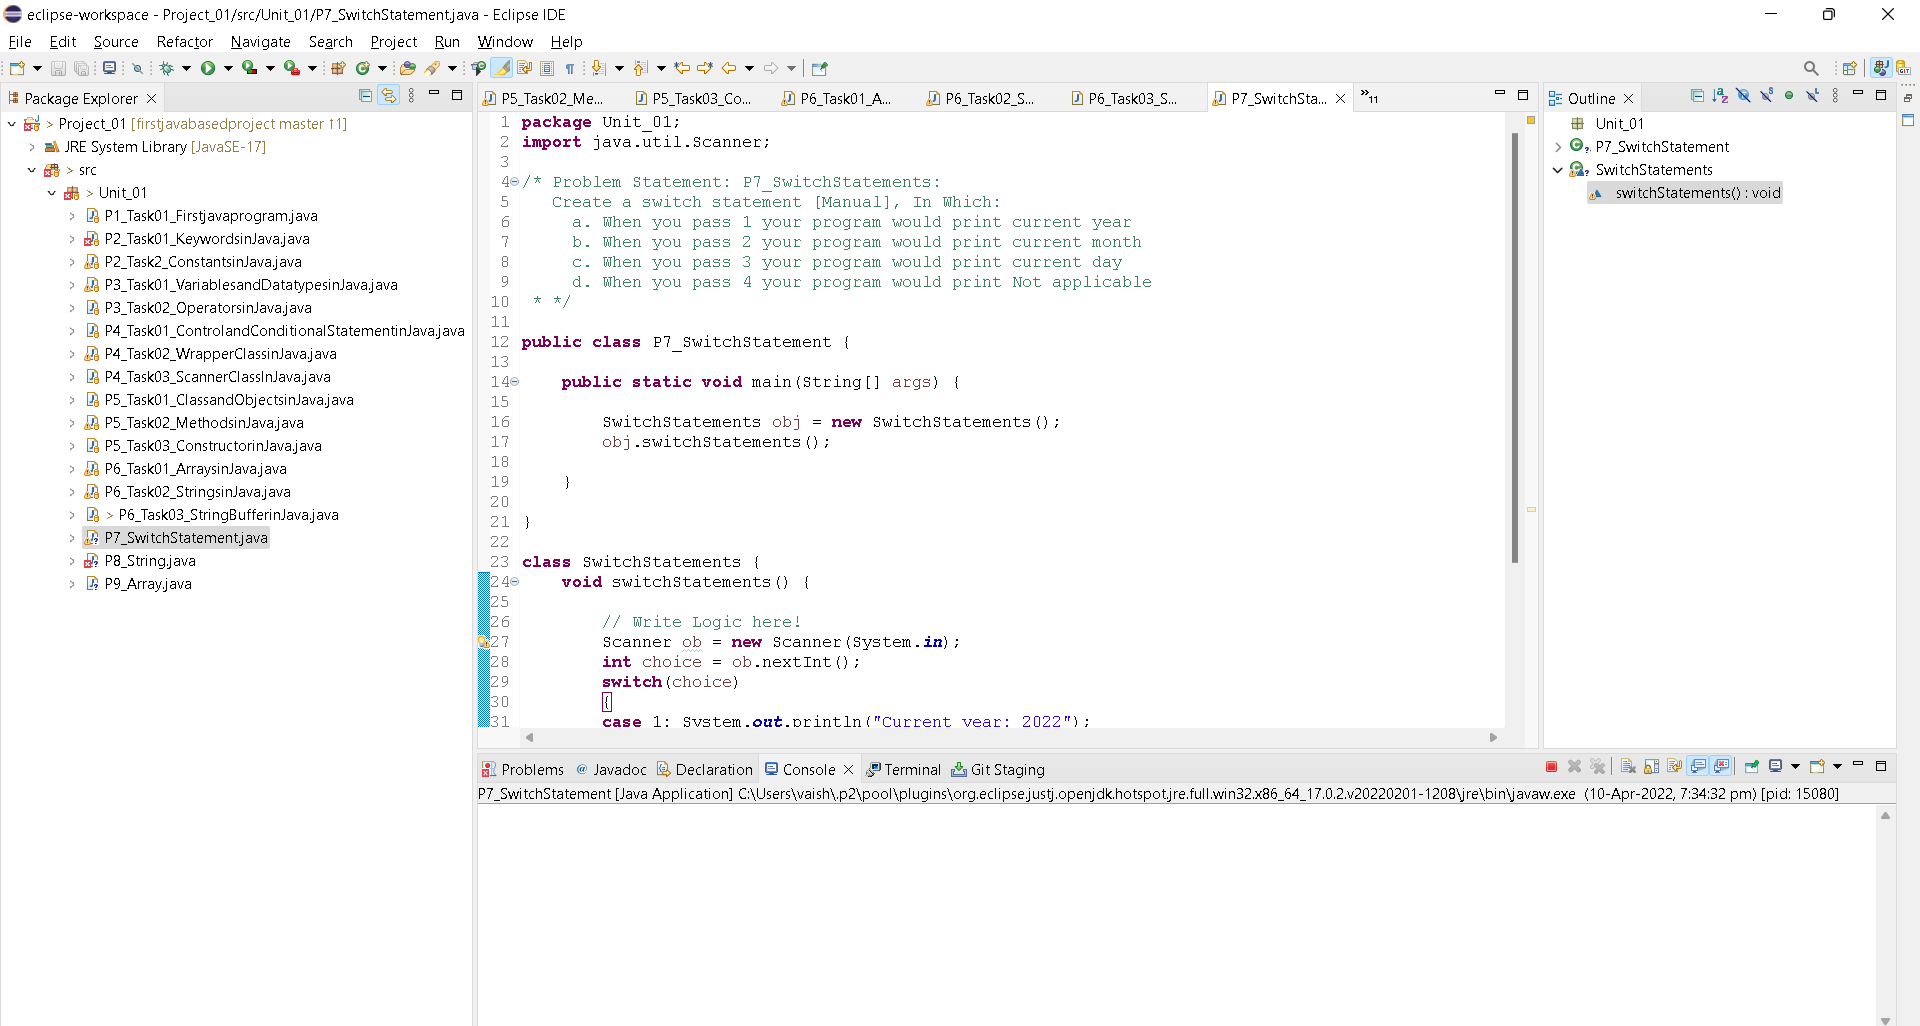 eclipse-workspace - Project_01/src/Unit_01/P7_SwitchStatement.java - Eclipse IDE
File Edit Source Refactor Navigate Search Project Run Window Help
Package Explorer
Project_01 [firstjavabasedproject master ↑1]
JRE System Library [JavaSE-17]
src
Unit_01
P1_Task01_Firstjavaprogram.java
P2_Task01_KeywordsinJava.java
P2_Task2_ConstantsinJava.java
P3_Task01_VariablesandDatatypesinJava.java
P3_Task02_OperatorsinJava.java
P4_Task01_ControlandConditionalStatementinJava.java
P4_Task02_WrapperClassinJava.java
P4_Task03_ScannerClassInJava.java
P5_Task01_ClassandObjectsinJava.java
P5_Task02_MethodsinJava.java
P5_Task03_ConstructorinJava.java
P6_Task01_ArraysinJava.java
P6_Task02_StringsinJava.java
> P6_Task03_StringBufferinJava.java
P7_SwitchStatement.java
P8_String.java
P9_Array.java
P5_Task02_Me... P5_Task03_Co... P6_Task01_A... P6_Task02_S... P6_Task03_S... P7_SwitchSta... »11
1 package Unit_01;
2 import java.util.Scanner;
3
4 /* Problem Statement: P7_SwitchStatements:
5 Create a switch statement [Manual], In Which:
6 a. When you pass 1 your program would print current year
7 b. When you pass 2 your program would print current month
8 c. When you pass 3 your program would print current day
9 d. When you pass 4 your program would print Not applicable
10 * */
11
12 public class P7_SwitchStatement {
13
14 public static void main(String[] args) {
15
16 SwitchStatements obj = new SwitchStatements();
17 obj.switchStatements();
18
19 }
20
21 }
22
23 class SwitchStatements {
24 void switchStatements() {
25
26 // Write Logic here!
27 Scanner ob = new Scanner(System.in);
28 int choice = ob.nextInt();
29 switch(choice)
30 {
31 case 1: System.out.println("Current year: 2022");
Outline
Unit_01
P7_SwitchStatement
SwitchStatements
switchStatements() : void
Problems @ Javadoc Declaration Console Terminal Git Staging
P7_SwitchStatement [Java Application] C:\Users\vaish\.p2\pool\plugins\org.eclipse.justj.openjdk.hotspot.jre.full.win32.x86_64_17.0.2.v20220201-1208\jre\bin\javaw.exe (10-Apr-2022, 7:34:32 pm) [pid: 15080]